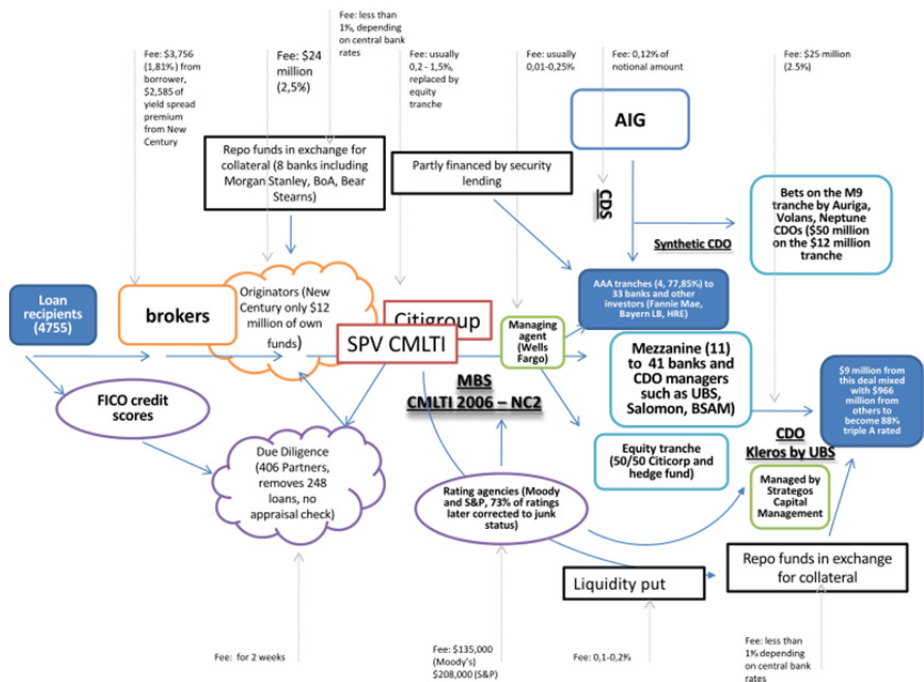 Fee: less than
1%, depending
on central bank
rates
Fee: $3,756
(1,81%) from
borrower,
$2,585 of
yield spread
premium from
New Century
Fee: $24
million
(2,5%)
Fee: usually
0,2 - 1,5%,
replaced by
equity
tranche
Fee: usually
0,01-0,25%
Fee: 0,12% of
notional amount
Fee: $25 million
(2.5%)
AIG
Repo funds in exchange for
collateral (8 banks including
Morgan Stanley, BoA, Bear
Stearns)
Partly financed by security
lending
CDS
Synthetic CDO
Bets on the M9
tranche by Auriga,
Volans, Neptune
CDOs ($50 million
on the $12 million
tranche
Loan
recipients
(4755)
brokers
Originators (New
Century only $12
million of own
funds)
Citigroup
SPV CMLTI
Managing
agent
(Wells
Fargo)
AAA tranches (4, 77,85%) to
33 banks and other
investors (Fannie Mae,
Bayern LB, HRE)
Mezzanine (11)
to 41 banks and
CDO managers
such as UBS,
Salomon, BSAM)
$9 million from
this deal mixed
with $966
million from
others to
become 88%
triple A rated
FICO credit
scores
MBS
CMLTI 2006 – NC2
Due Diligence
(406 Partners,
removes 248
loans, no
appraisal check)
Equity tranche
(50/50 Citicorp and
hedge fund)
CDO
Kleros by UBS
Managed by
Strategos
Capital
Management
Rating agencies (Moody
and S&P, 73% of ratings
later corrected to junk
status)
Liquidity put
Repo funds in exchange
for collateral
Fee: for 2 weeks
Fee: $135,000
(Moody's)
$208,000 (S&P)
Fee: 0,1-0,2%
Fee: less than
1% depending
on central bank
rates